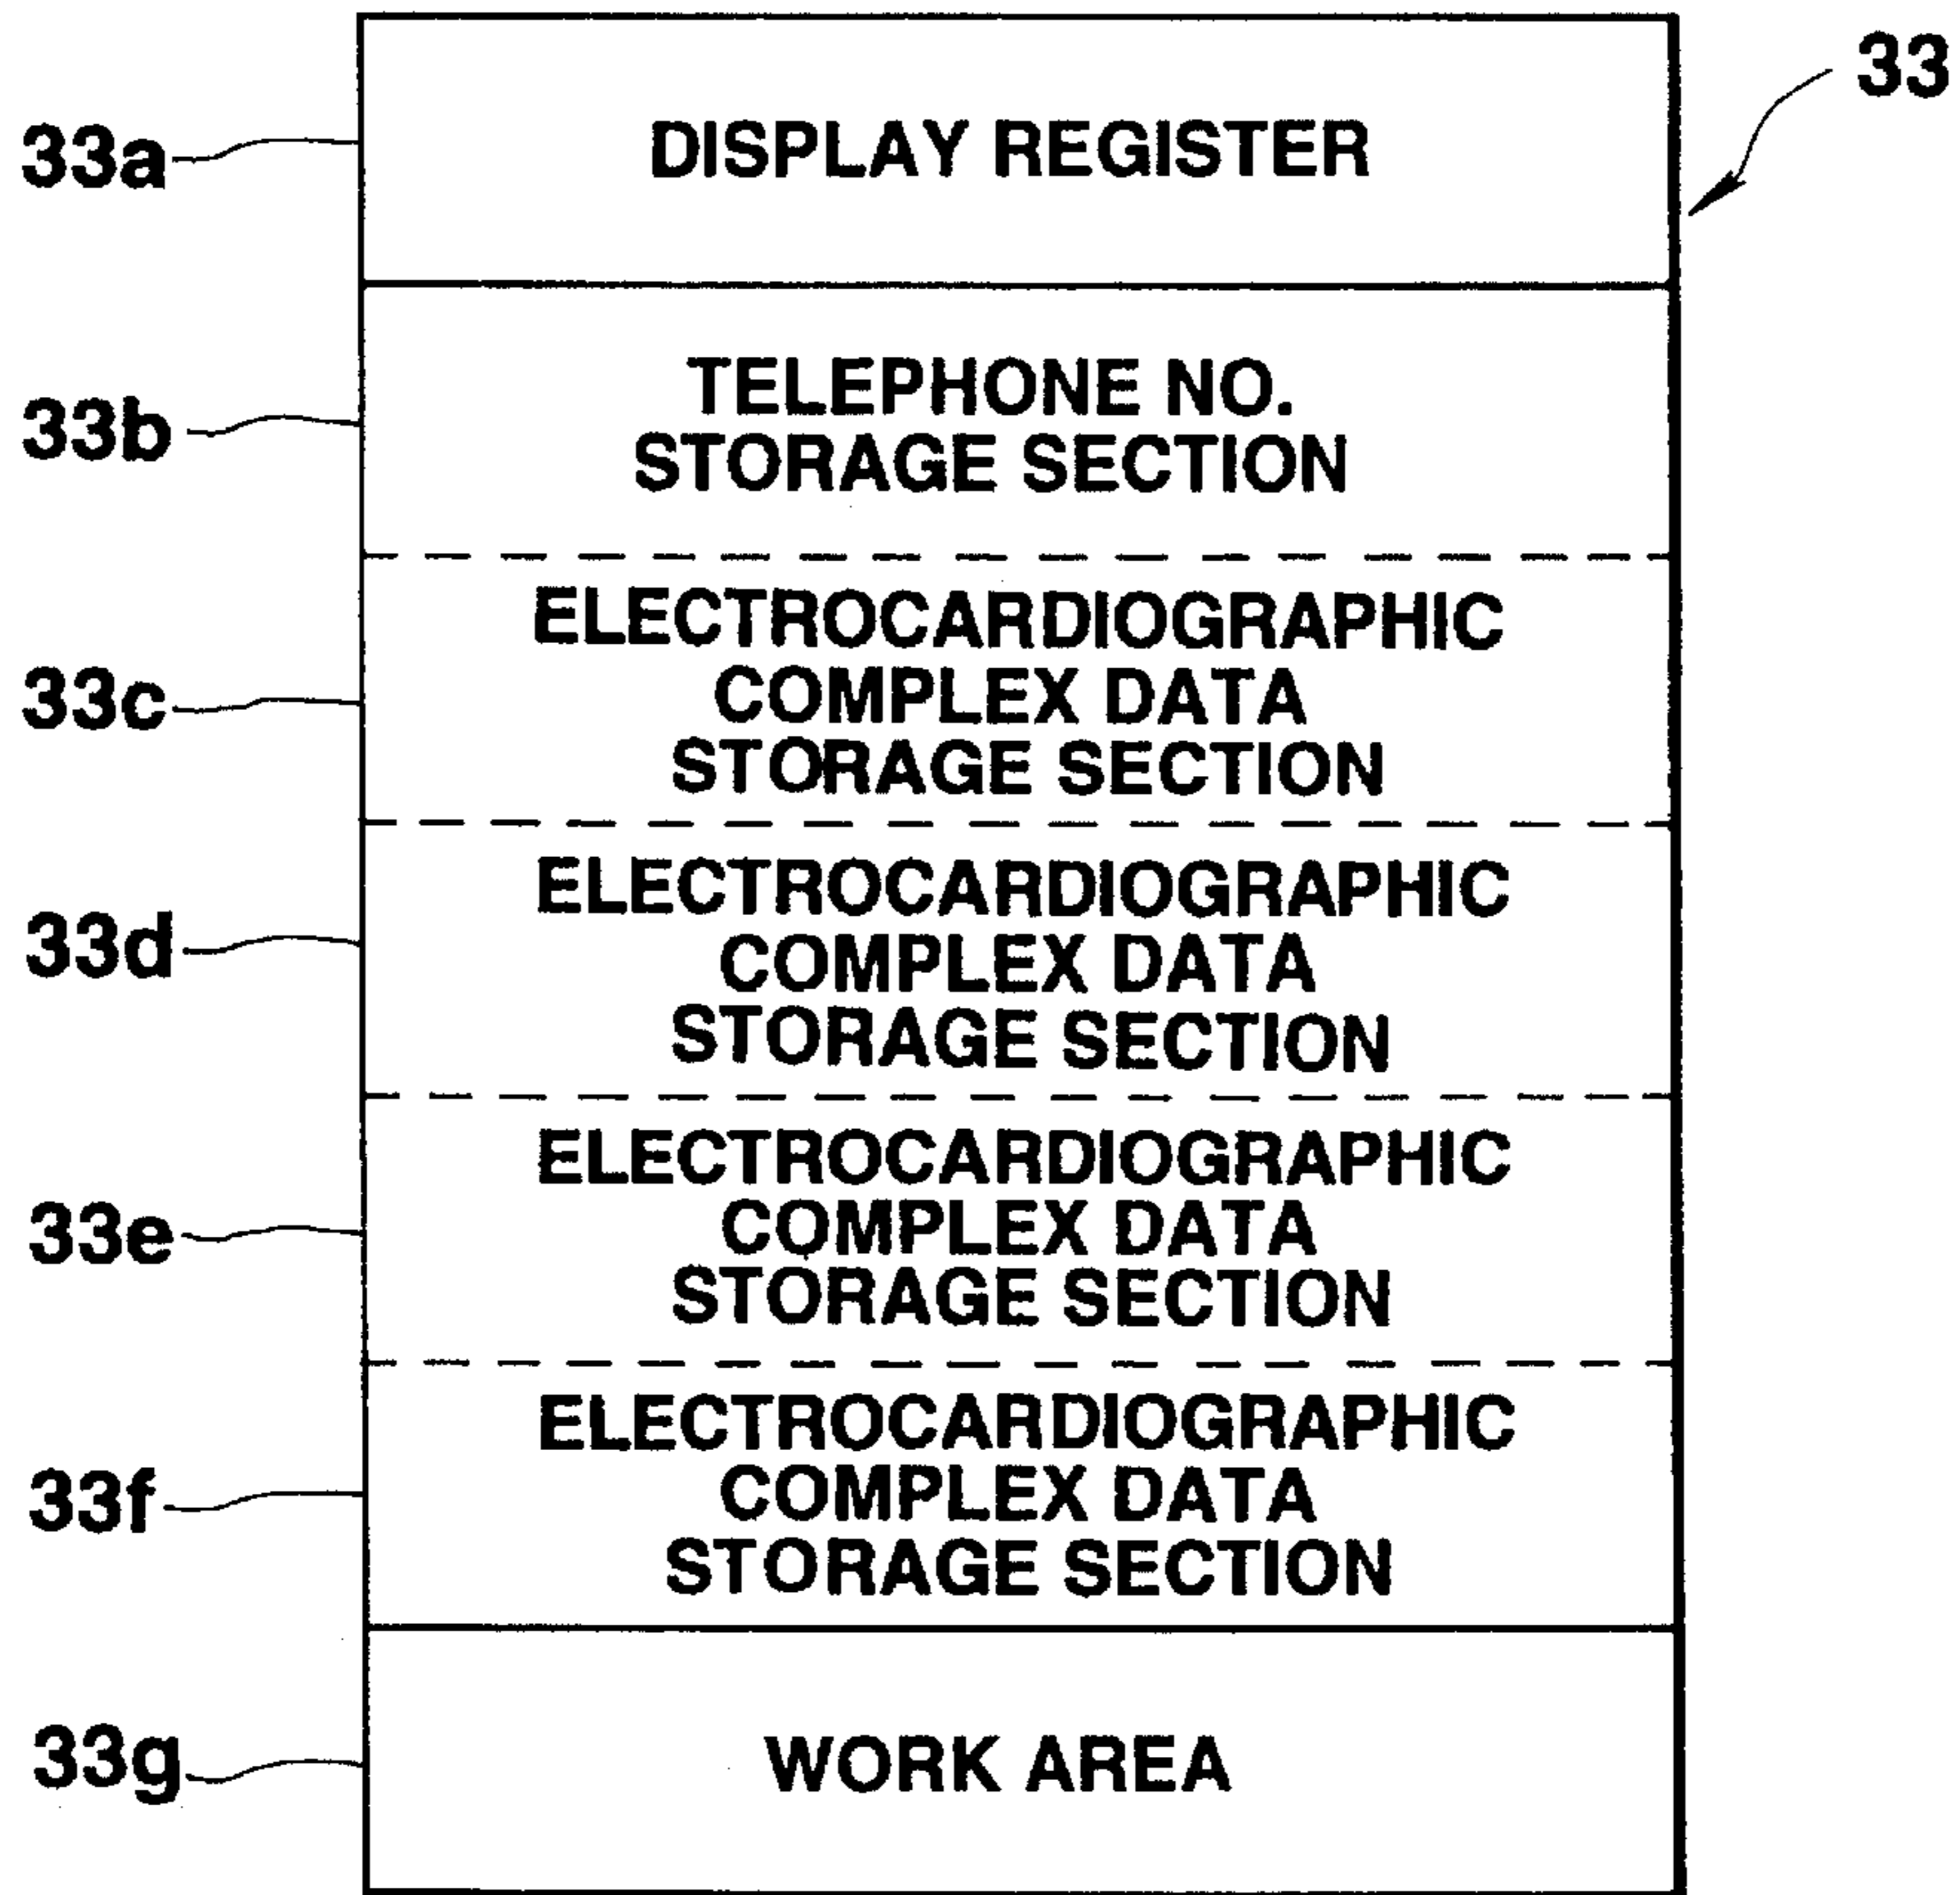 33
33a
DISPLAY REGISTER
33b
TELEPHONE NO.
STORAGE SECTION
33c
ELECTROCARDIOGRAPHIC
COMPLEX DATA
STORAGE SECTION
33d
ELECTROCARDIOGRAPHIC
COMPLEX DATA
STORAGE SECTION
33e
ELECTROCARDIOGRAPHIC
COMPLEX DATA
STORAGE SECTION
33f
ELECTROCARDIOGRAPHIC
COMPLEX DATA
STORAGE SECTION
33g
WORK AREA